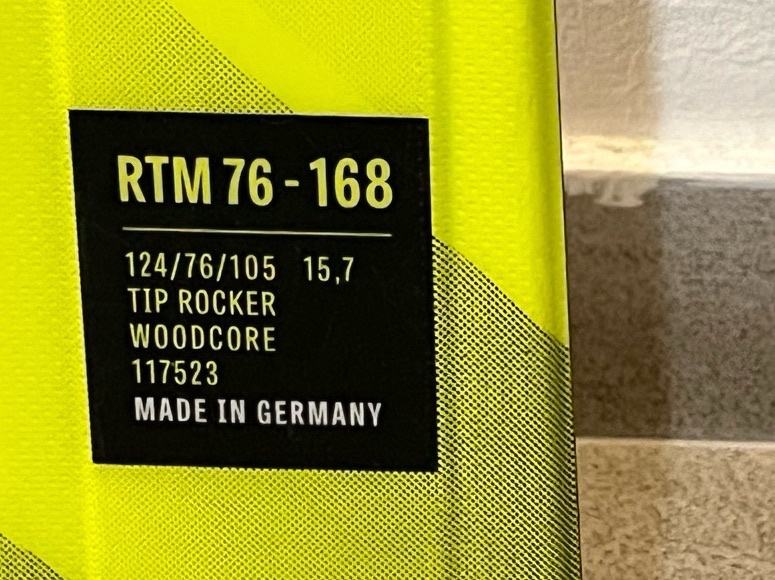 RTM 76 - 168
124/76/105 15,7
TIP ROCKER
WOODCORE
117523
MADE IN GERMANY